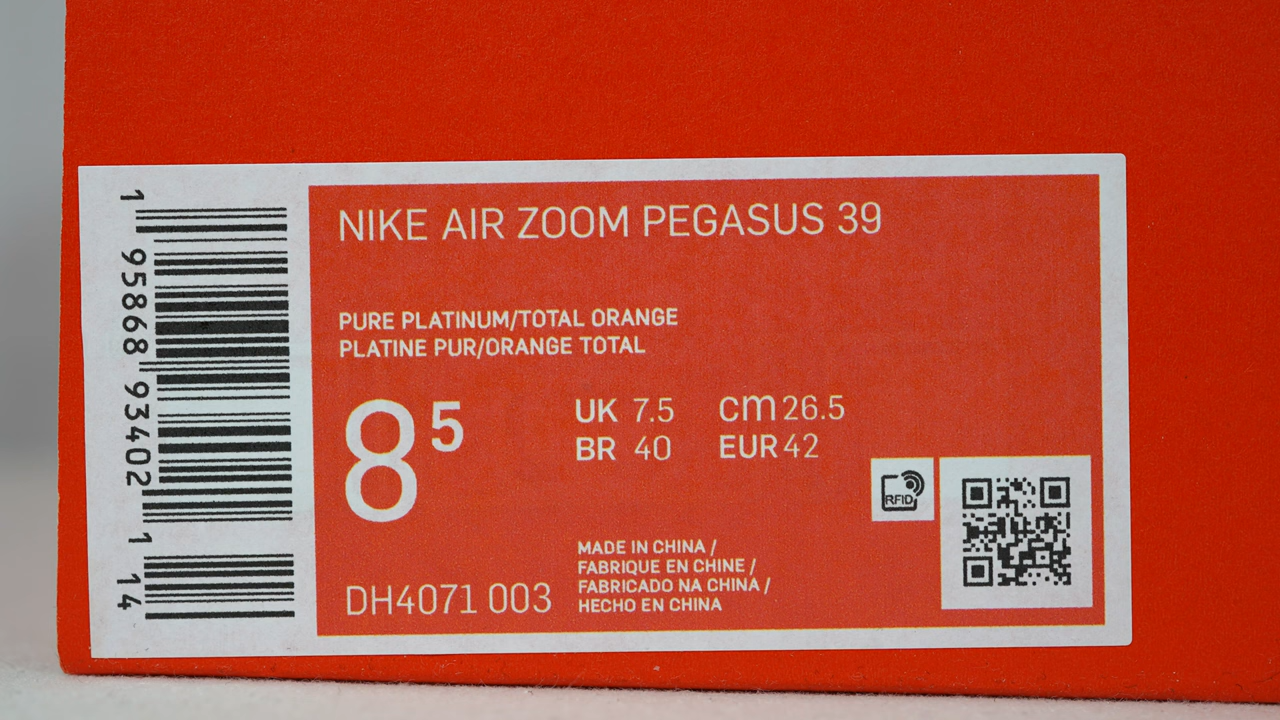 NIKE AIR ZOOM PEGASUS 39
PURE PLATINUM/TOTAL ORANGE
PLATINE PUR/ORANGE TOTAL
8 5
UK 7.5 cm 26.5
BR 40 EUR 42
RFID
MADE IN CHINA /
FABRIQUE EN CHINE /
FABRICADO NA CHINA /
HECHO EN CHINA
DH4071 003
1 95868 93402 1 14